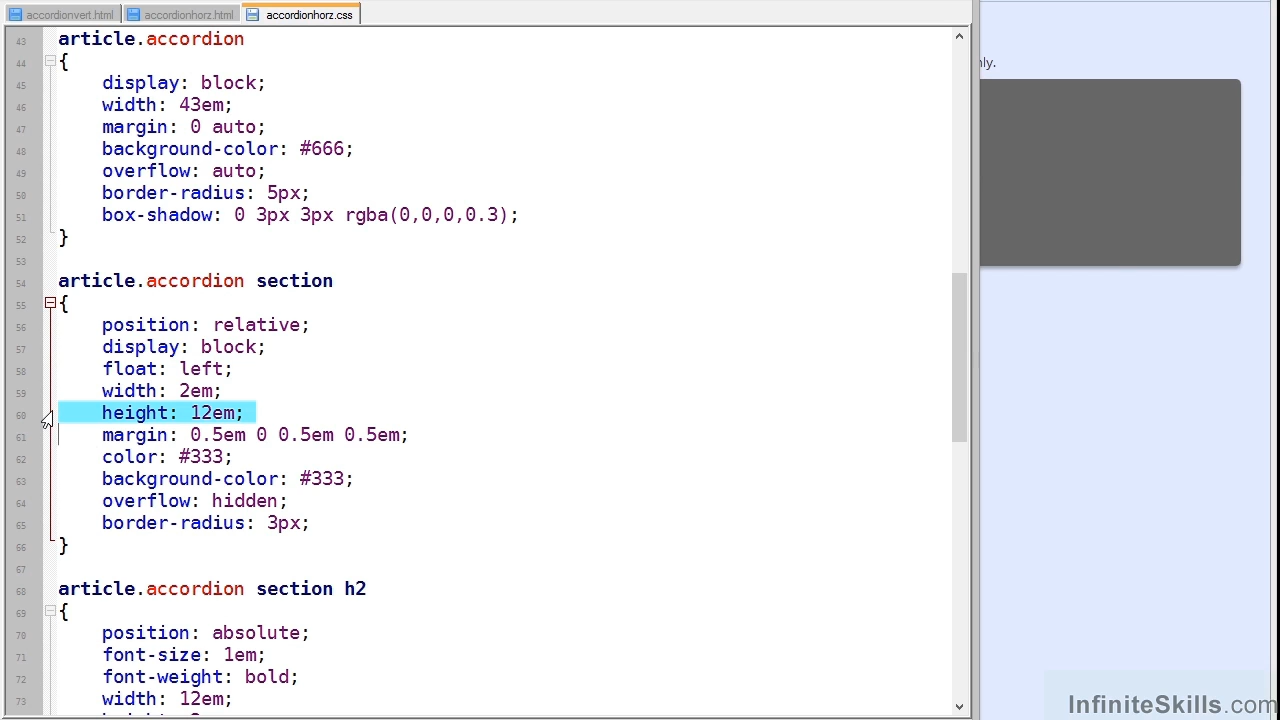 accordionvert.html accordionhorz.html accordionhorz.css
43 article.accordion
44 {
45 display: block;
46 width: 43em;
47 margin: 0 auto;
48 background-color: #666;
49 overflow: auto;
50 border-radius: 5px;
51 box-shadow: 0 3px 3px rgba(0,0,0,0.3);
52 }
53
54 article.accordion section
55 {
56 position: relative;
57 display: block;
58 float: left;
59 width: 2em;
60 height: 12em;
61 margin: 0.5em 0 0.5em 0.5em;
62 color: #333;
63 background-color: #333;
64 overflow: hidden;
65 border-radius: 3px;
66 }
67
68 article.accordion section h2
69 {
70 position: absolute;
71 font-size: 1em;
72 font-weight: bold;
73 width: 12em;
InfiniteSkills.com